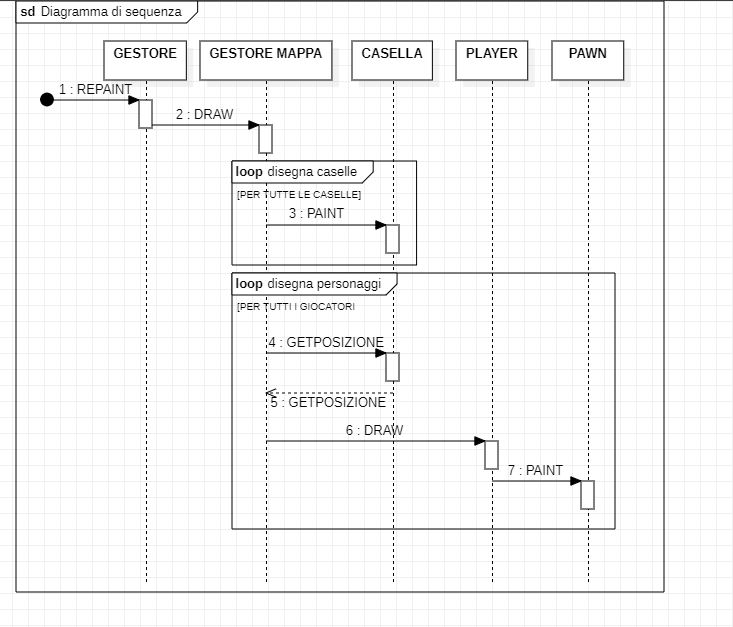 sd Diagramma di sequenza
GESTORE
GESTORE MAPPA
CASELLA
PLAYER
PAWN
1 : REPAINT
2 : DRAW
loop disegna caselle
[PER TUTTE LE CASELLE]
3 : PAINT
loop disegna personaggi
[PER TUTTI I GIOCATORI
4 : GETPOSIZIONE
5 : GETPOSIZIONE
6 : DRAW
7 : PAINT